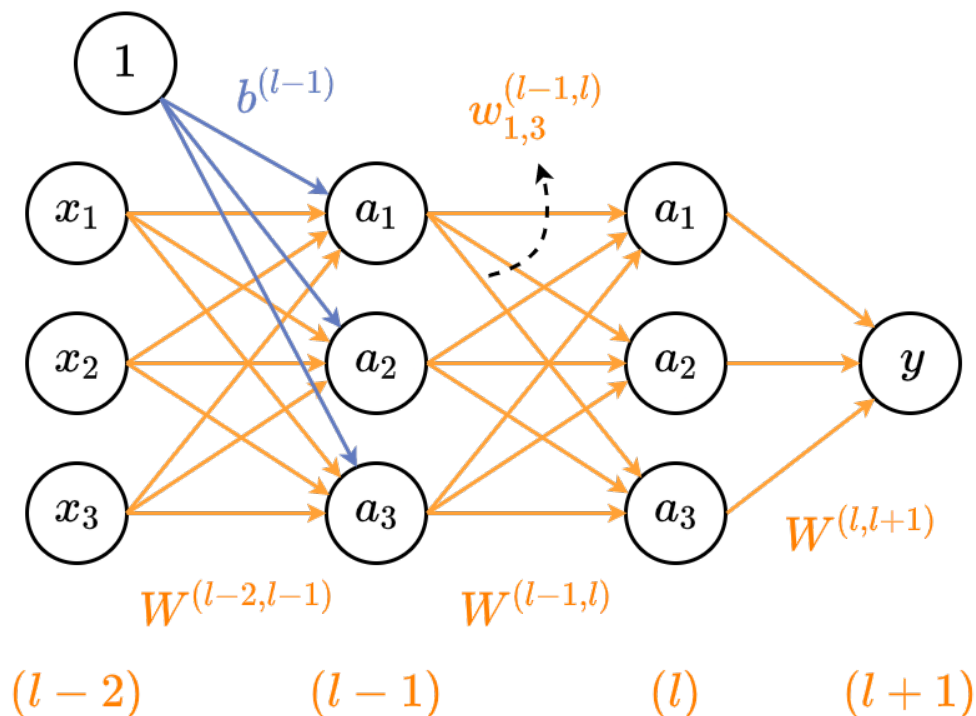 1
b^{(l-1)}
w_{1,3}^{(l-1,l)}
x_1 a_1 a_1
x_2 a_2 a_2 y
x_3 a_3 a_3
W^{(l,l+1)}
W^{(l-2,l-1)} W^{(l-1,l)}
(l-2) (l-1) (l) (l+1)